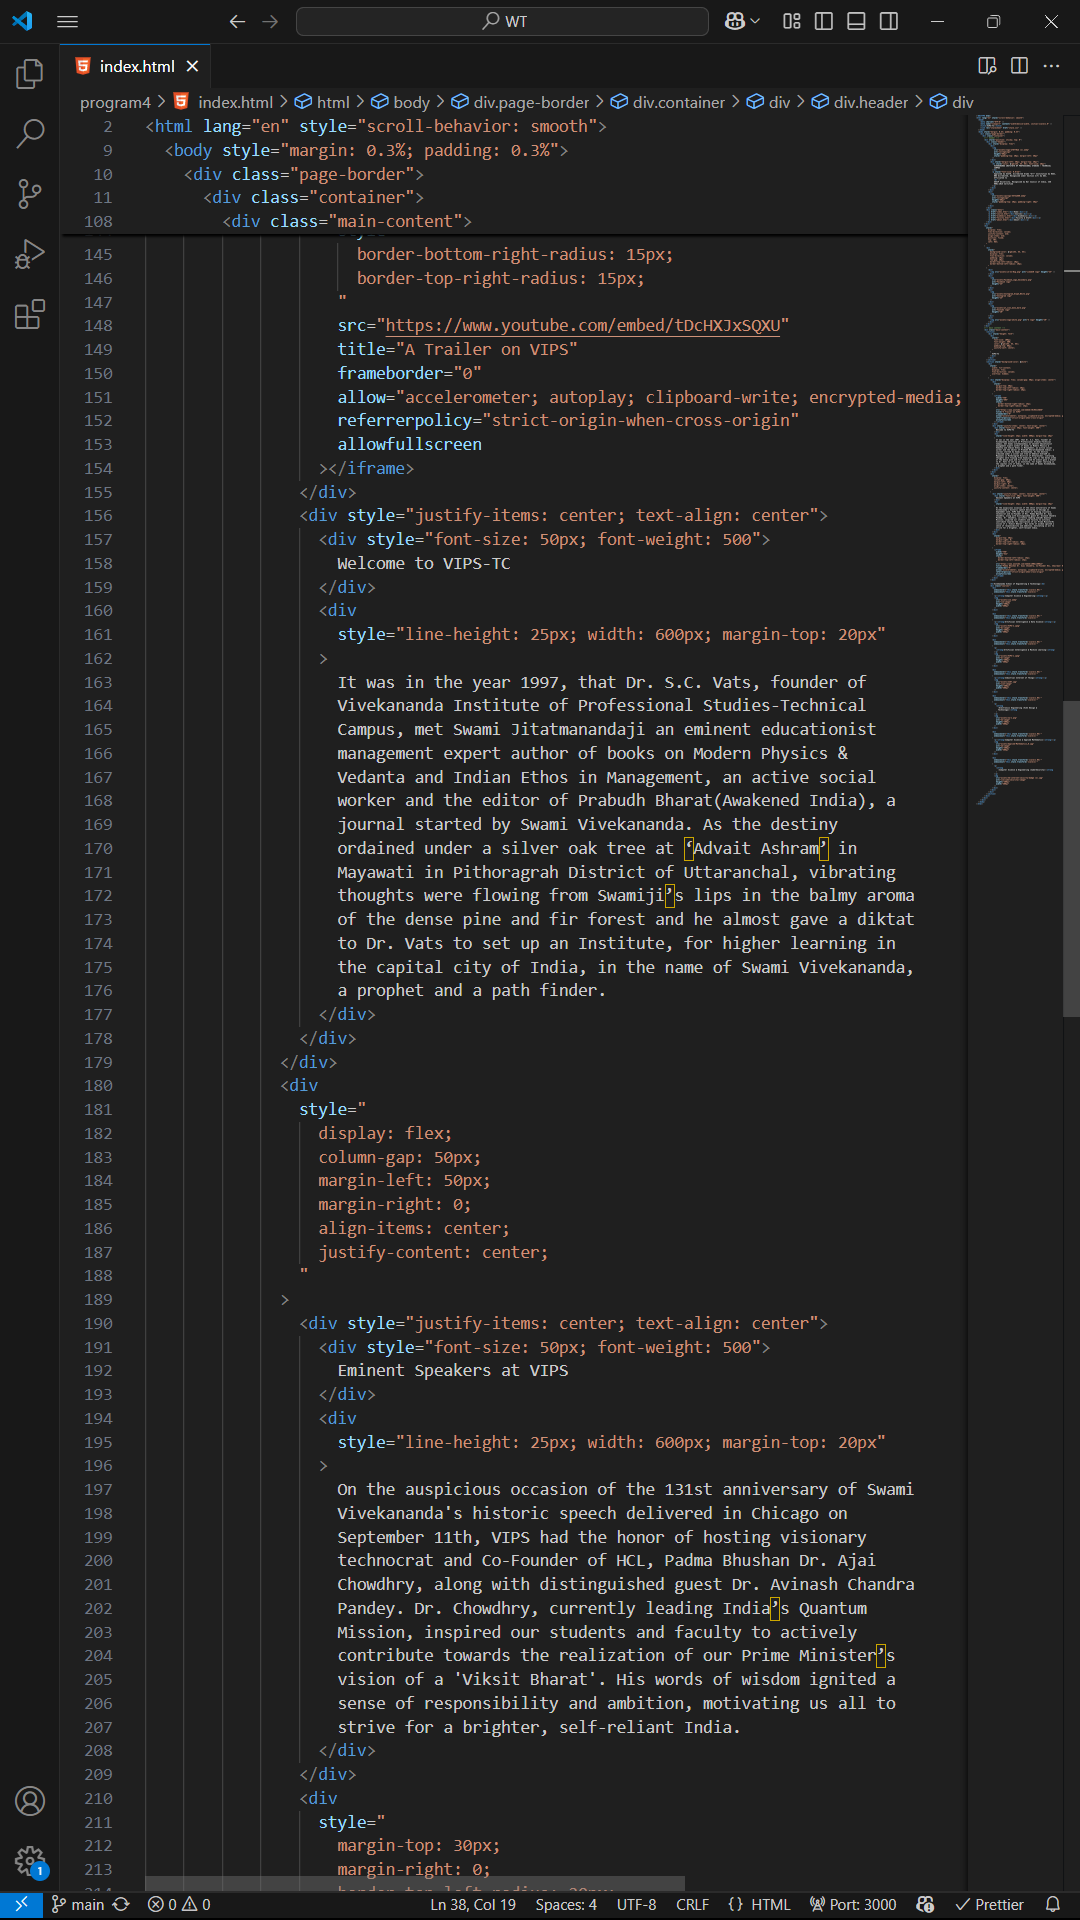 WT
index.html
program4 > index.html > html > body > div.page-border > div.container > div > div.header > div
2 <html lang="en" style="scroll-behavior: smooth">
9 <body style="margin: 0.3%; padding: 0.3%">
10 <div class="page-border">
11 <div class="container">
108 <div class="main-content">
145 border-bottom-right-radius: 15px;
146 border-top-right-radius: 15px;
147 "
148 src="https://www.youtube.com/embed/tDcHXJxSQXU"
149 title="A Trailer on VIPS"
150 frameborder="0"
151 allow="accelerometer; autoplay; clipboard-write; encrypted-media;
152 referrerpolicy="strict-origin-when-cross-origin"
153 allowfullscreen
154 ></iframe>
155 </div>
156 <div style="justify-items: center; text-align: center">
157 <div style="font-size: 50px; font-weight: 500">
158 Welcome to VIPS-TC
159 </div>
160 <div
161 style="line-height: 25px; width: 600px; margin-top: 20px"
162 >
163 It was in the year 1997, that Dr. S.C. Vats, founder of
164 Vivekananda Institute of Professional Studies-Technical
165 Campus, met Swami Jitatmanandaji an eminent educationist
166 management expert author of books on Modern Physics &
167 Vedanta and Indian Ethos in Management, an active social
168 worker and the editor of Prabudh Bharat(Awakened India), a
169 journal started by Swami Vivekananda. As the destiny
170 ordained under a silver oak tree at ‘Advait Ashram’ in
171 Mayawati in Pithoragrah District of Uttaranchal, vibrating
172 thoughts were flowing from Swamiji’s lips in the balmy aroma
173 of the dense pine and fir forest and he almost gave a diktat
174 to Dr. Vats to set up an Institute, for higher learning in
175 the capital city of India, in the name of Swami Vivekananda,
176 a prophet and a path finder.
177 </div>
178 </div>
179 </div>
180 <div
181 style="
182 display: flex;
183 column-gap: 50px;
184 margin-left: 50px;
185 margin-right: 0;
186 align-items: center;
187 justify-content: center;
188 "
189 >
190 <div style="justify-items: center; text-align: center">
191 <div style="font-size: 50px; font-weight: 500">
192 Eminent Speakers at VIPS
193 </div>
194 <div
195 style="line-height: 25px; width: 600px; margin-top: 20px"
196 >
197 On the auspicious occasion of the 131st anniversary of Swami
198 Vivekananda's historic speech delivered in Chicago on
199 September 11th, VIPS had the honor of hosting visionary
200 technocrat and Co-Founder of HCL, Padma Bhushan Dr. Ajai
201 Chowdhry, along with distinguished guest Dr. Avinash Chandra
202 Pandey. Dr. Chowdhry, currently leading India’s Quantum
203 Mission, inspired our students and faculty to actively
204 contribute towards the realization of our Prime Minister’s
205 vision of a 'Viksit Bharat'. His words of wisdom ignited a
206 sense of responsibility and ambition, motivating us all to
207 strive for a brighter, self-reliant India.
208 </div>
209 </div>
210 <div
211 style="
212 margin-top: 30px;
213 margin-right: 0;
1
main 0 0 Ln 38, Col 19 Spaces: 4 UTF-8 CRLF {} HTML Port: 3000 Prettier